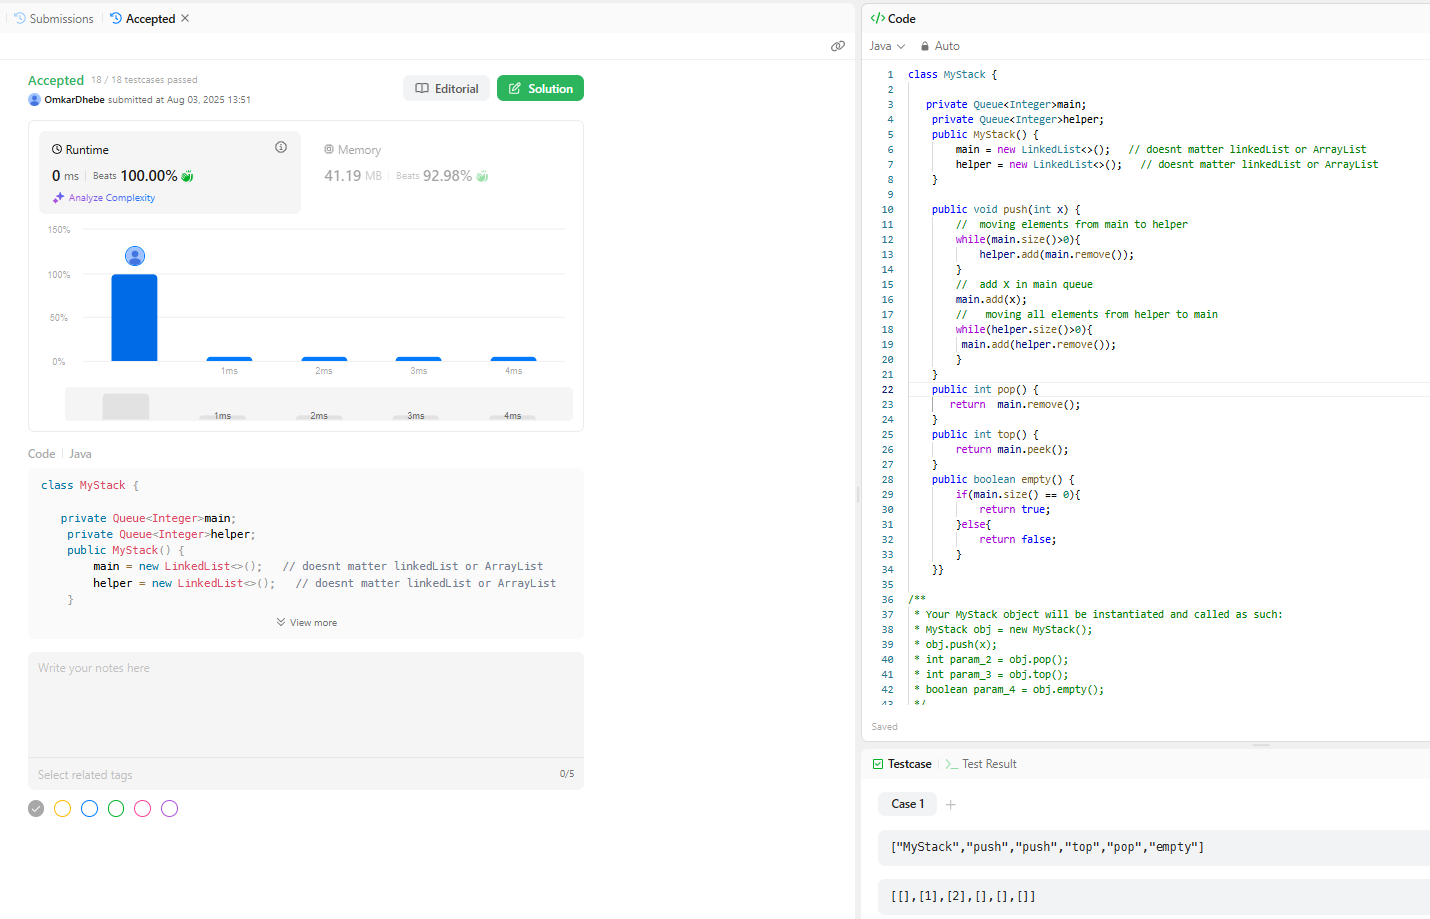 Submissions
Accepted
Accepted 18 / 18 testcases passed
OmkarDhebe submitted at Aug 03, 2025 13:51
Editorial
Solution
Runtime
0 ms | Beats 100.00%
Analyze Complexity
Memory
41.19 MB | Beats 92.98%
150%
100%
50%
0%
1ms 2ms 3ms 4ms
1ms 2ms 3ms 4ms
Code | Java
class MyStack {
private Queue<Integer>main;
private Queue<Integer>helper;
public MyStack() {
main = new LinkedList<>();   // doesnt matter linkedList or ArrayList
helper = new LinkedList<>();   // doesnt matter linkedList or ArrayList
}
View more
Write your notes here
Select related tags
0/5
</> Code
Java
Auto
1 class MyStack {
2
3 private Queue<Integer>main;
4 private Queue<Integer>helper;
5 public MyStack() {
6 main = new LinkedList<>();   // doesnt matter linkedList or ArrayList
7 helper = new LinkedList<>();   // doesnt matter linkedList or ArrayList
8 }
9
10 public void push(int x) {
11 //  moving elements from main to helper
12 while(main.size()>0){
13 helper.add(main.remove());
14 }
15 //  add X in main queue
16 main.add(x);
17 //   moving all elements from helper to main
18 while(helper.size()>0){
19 main.add(helper.remove());
20 }
21 }
22 public int pop() {
23 return  main.remove();
24 }
25 public int top() {
26 return main.peek();
27 }
28 public boolean empty() {
29 if(main.size() == 0){
30 return true;
31 }else{
32 return false;
33 }
34 }}
35
36 /**
37 * Your MyStack object will be instantiated and called as such:
38 * MyStack obj = new MyStack();
39 * obj.push(x);
40 * int param_2 = obj.pop();
41 * int param_3 = obj.top();
42 * boolean param_4 = obj.empty();
43 */
Saved
Testcase
>_ Test Result
Case 1
+
["MyStack","push","push","top","pop","empty"]
[[],[1],[2],[],[],[]]